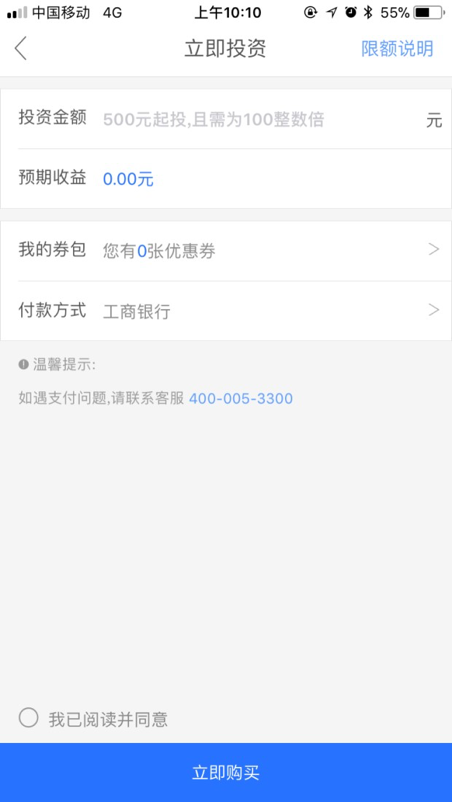 中国移动 4G 上午10:10 55%
立即投资 限额说明
投资金额 500元起投,且需为100整数倍 元
预期收益 0.00元
我的券包 您有0张优惠券
付款方式 工商银行
温馨提示:
如遇支付问题,请联系客服 400-005-3300
我已阅读并同意
立即购买